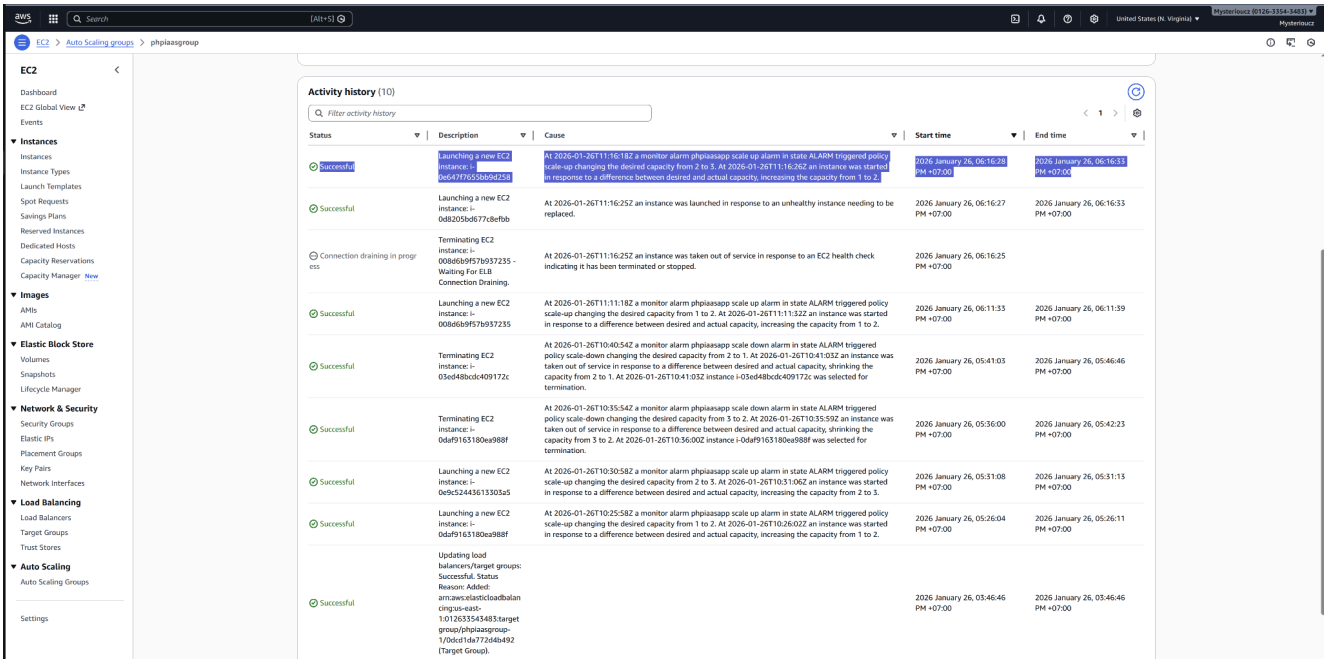 aws
Search
[Alt+S]
United States (N. Virginia) ▼
Mysterioucz (0126-3354-3483) ▼
Mysterioucz
EC2 > Auto Scaling groups > phpiaasgroup
EC2
Dashboard
EC2 Global View
Events
▼ Instances
Instances
Instance Types
Launch Templates
Spot Requests
Savings Plans
Reserved Instances
Dedicated Hosts
Capacity Reservations
Capacity Manager New
▼ Images
AMIs
AMI Catalog
▼ Elastic Block Store
Volumes
Snapshots
Lifecycle Manager
▼ Network & Security
Security Groups
Elastic IPs
Placement Groups
Key Pairs
Network Interfaces
▼ Load Balancing
Load Balancers
Target Groups
Trust Stores
▼ Auto Scaling
Auto Scaling Groups
Settings
Activity history (10)
Filter activity history
1
Status
Description
Cause
Start time
End time
Successful
Launching a new EC2
instance: i-
0e647f7655bb9d258
At 2026-01-26T11:16:18Z a monitor alarm phpiaasapp scale up alarm in state ALARM triggered policy
scale-up changing the desired capacity from 2 to 3. At 2026-01-26T11:16:26Z an instance was started
in response to a difference between desired and actual capacity, increasing the capacity from 1 to 2.
2026 January 26, 06:16:28
PM +07:00
2026 January 26, 06:16:33
PM +07:00
Successful
Launching a new EC2
instance: i-
0d8205bd677c8efbb
At 2026-01-26T11:16:25Z an instance was launched in response to an unhealthy instance needing to be
replaced.
2026 January 26, 06:16:27
PM +07:00
2026 January 26, 06:16:33
PM +07:00
Connection draining in progr
ess
Terminating EC2
instance: i-
008d6b9f57b937235 -
Waiting For ELB
Connection Draining.
At 2026-01-26T11:16:25Z an instance was taken out of service in response to an EC2 health check
indicating it has been terminated or stopped.
2026 January 26, 06:16:25
PM +07:00
Successful
Launching a new EC2
instance: i-
008d6b9f57b937235
At 2026-01-26T11:11:18Z a monitor alarm phpiaasapp scale up alarm in state ALARM triggered policy
scale-up changing the desired capacity from 1 to 2. At 2026-01-26T11:11:32Z an instance was started
in response to a difference between desired and actual capacity, increasing the capacity from 1 to 2.
2026 January 26, 06:11:33
PM +07:00
2026 January 26, 06:11:39
PM +07:00
Successful
Terminating EC2
instance: i-
03ed48bcdc409172c
At 2026-01-26T10:40:54Z a monitor alarm phpiaasapp scale down alarm in state ALARM triggered
policy scale-down changing the desired capacity from 2 to 1. At 2026-01-26T10:41:03Z an instance was
taken out of service in response to a difference between desired and actual capacity, shrinking the
capacity from 2 to 1. At 2026-01-26T10:41:03Z instance i-03ed48bcdc409172c was selected for
termination.
2026 January 26, 05:41:03
PM +07:00
2026 January 26, 05:46:46
PM +07:00
Successful
Terminating EC2
instance: i-
0daf9163180ea988f
At 2026-01-26T10:35:54Z a monitor alarm phpiaasapp scale down alarm in state ALARM triggered
policy scale-down changing the desired capacity from 3 to 2. At 2026-01-26T10:35:59Z an instance was
taken out of service in response to a difference between desired and actual capacity, shrinking the
capacity from 3 to 2. At 2026-01-26T10:36:00Z instance i-0daf9163180ea988f was selected for
termination.
2026 January 26, 05:36:00
PM +07:00
2026 January 26, 05:42:23
PM +07:00
Successful
Launching a new EC2
instance: i-
0e9c52443613303a5
At 2026-01-26T10:30:58Z a monitor alarm phpiaasapp scale up alarm in state ALARM triggered policy
scale-up changing the desired capacity from 2 to 3. At 2026-01-26T10:31:06Z an instance was started
in response to a difference between desired and actual capacity, increasing the capacity from 2 to 3.
2026 January 26, 05:31:08
PM +07:00
2026 January 26, 05:31:13
PM +07:00
Successful
Launching a new EC2
instance: i-
0daf9163180ea988f
At 2026-01-26T10:25:58Z a monitor alarm phpiaasapp scale up alarm in state ALARM triggered policy
scale-up changing the desired capacity from 1 to 2. At 2026-01-26T10:26:02Z an instance was started
in response to a difference between desired and actual capacity, increasing the capacity from 1 to 2.
2026 January 26, 05:26:04
PM +07:00
2026 January 26, 05:26:11
PM +07:00
Successful
Updating load
balancers/target groups:
Successful. Status
Reason: Added:
arn:aws:elasticloadbalan
cing:us-east-
1:012633543483:target
group/phpiaasgroup-
1/0dcd1da772d4b492
(Target Group).
2026 January 26, 03:46:46
PM +07:00
2026 January 26, 03:46:46
PM +07:00